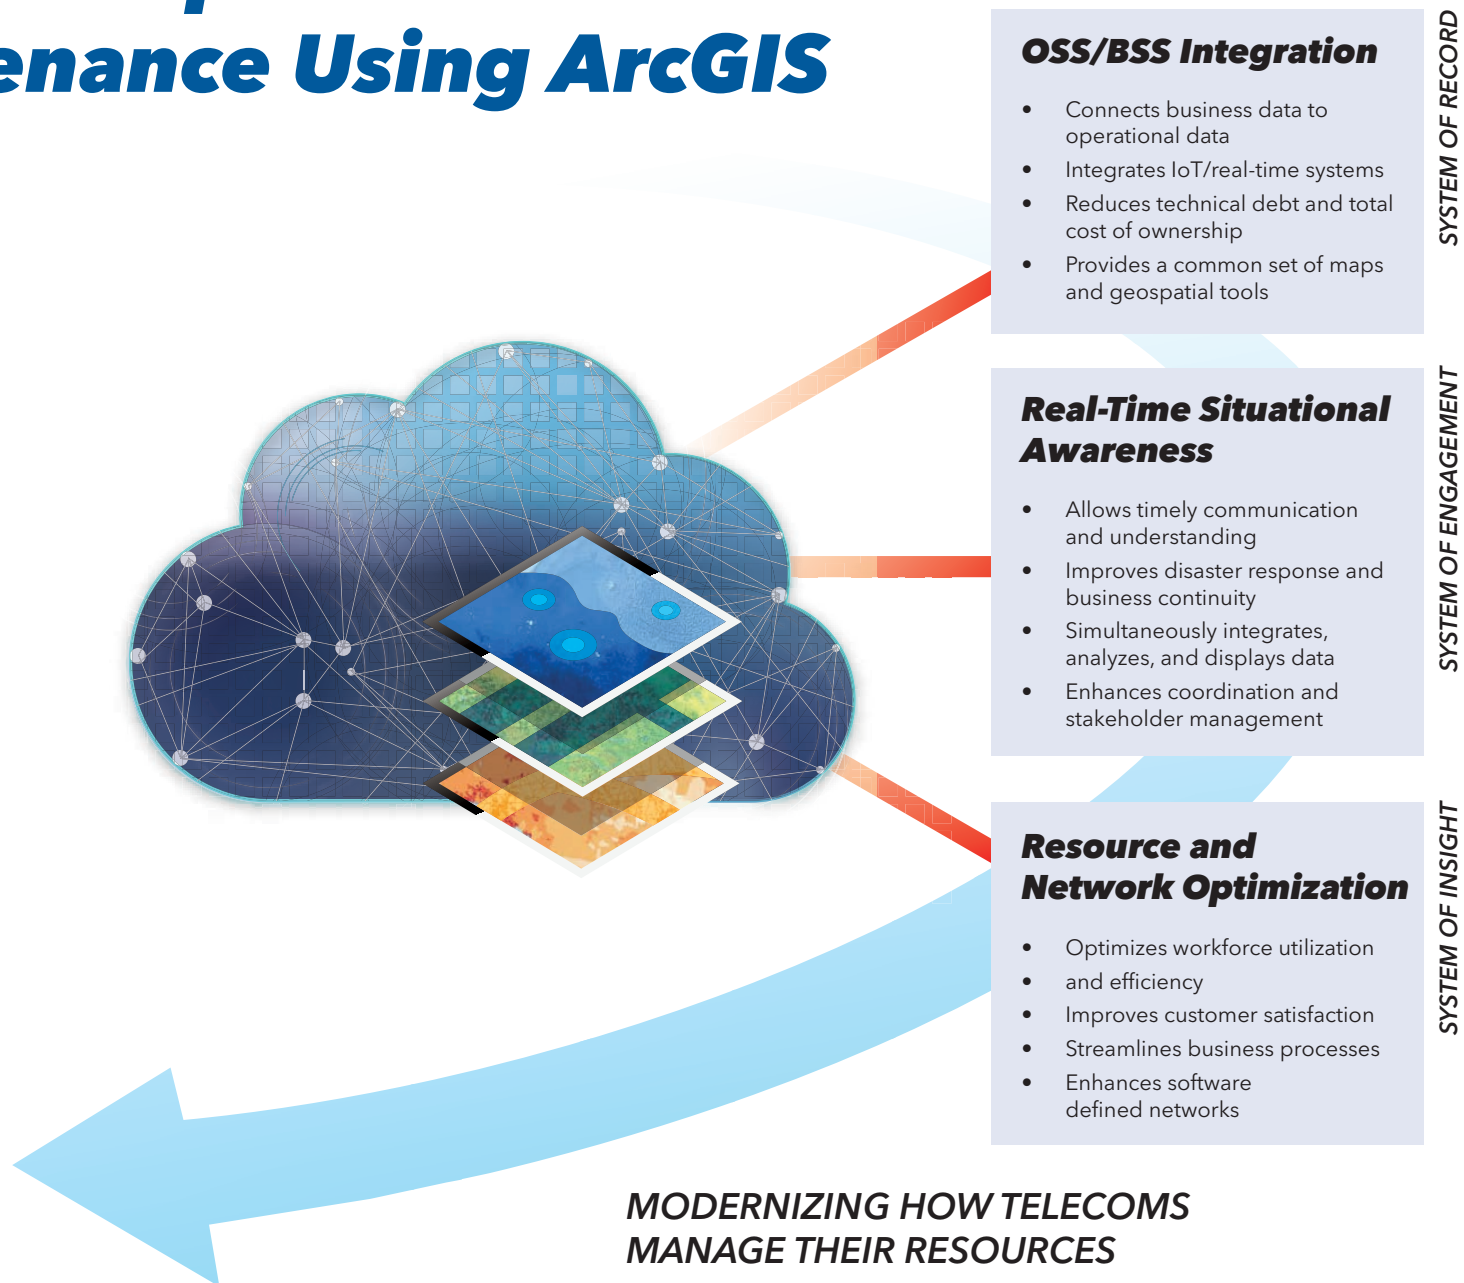 enance Using ArcGIS
OSS/BSS Integration
• Connects business data to
operational data
• Integrates IoT/real-time systems
• Reduces technical debt and total
cost of ownership
• Provides a common set of maps
and geospatial tools
SYSTEM OF RECORD
Real-Time Situational
Awareness
• Allows timely communication
and understanding
• Improves disaster response and
business continuity
• Simultaneously integrates,
analyzes, and displays data
• Enhances coordination and
stakeholder management
SYSTEM OF ENGAGEMENT
Resource and
Network Optimization
• Optimizes workforce utilization
• and efficiency
• Improves customer satisfaction
• Streamlines business processes
• Enhances software
defined networks
SYSTEM OF INSIGHT
MODERNIZING HOW TELECOMS
MANAGE THEIR RESOURCES